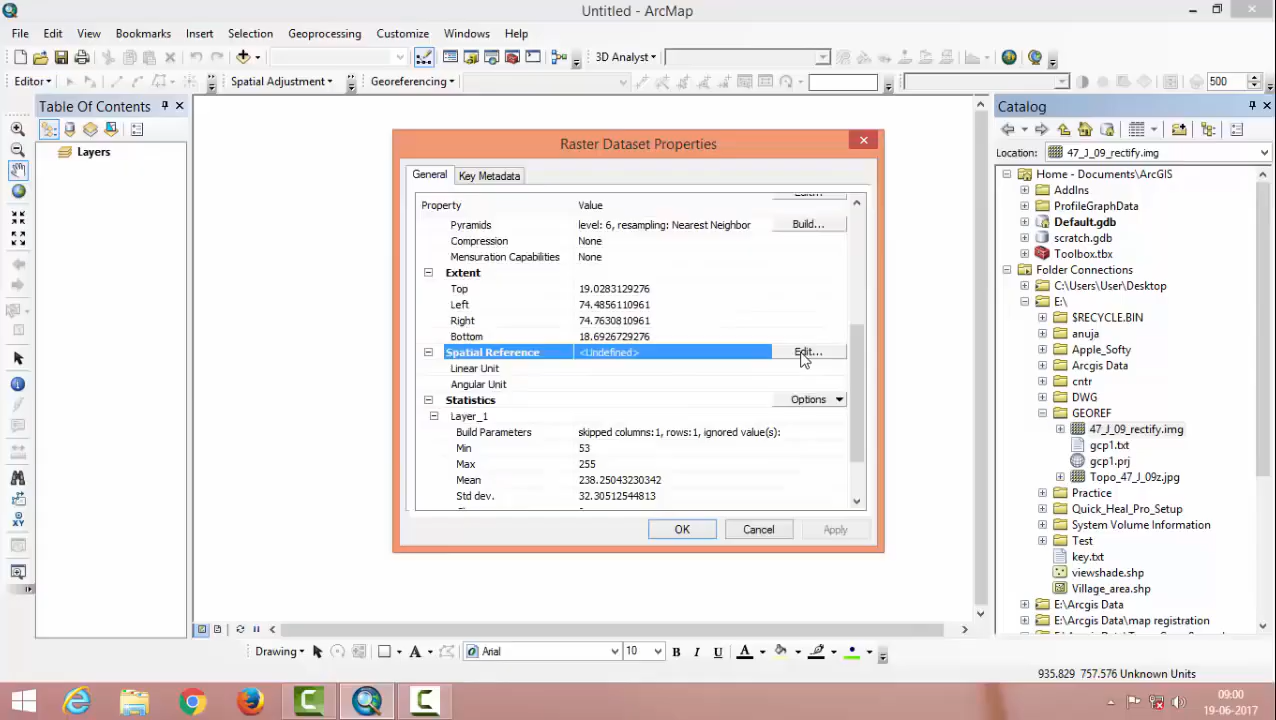 Untitled - ArcMap
File Edit View Bookmarks Insert Selection Geoprocessing Customize Windows Help
3D Analyst
Editor Spatial Adjustment Georeferencing 500
Table Of Contents
Layers
Raster Dataset Properties
General Key Metadata
Property Value
Pyramids level: 6, resampling: Nearest Neighbor Build...
Compression None
Mensuration Capabilities None
Extent
Top 19.0283129276
Left 74.4856110961
Right 74.7630810961
Bottom 18.6926729276
Spatial Reference <Undefined> Edit...
Linear Unit
Angular Unit
Statistics Options
Layer_1
Build Parameters skipped columns:1, rows:1, ignored value(s):
Min 53
Max 255
Mean 238.25043230342
Std dev. 32.30512544813
OK Cancel Apply
Catalog
Location: 47_J_09_rectify.img
Home - Documents\ArcGIS
AddIns
ProfileGraphData
Default.gdb
scratch.gdb
Toolbox.tbx
Folder Connections
C:\Users\User\Desktop
E:\
$RECYCLE.BIN
anuja
Apple_Softy
Arcgis Data
cntr
DWG
GEOREF
47_J_09_rectify.img
gcp1.txt
gcp1.prj
Topo_47_J_09z.jpg
Practice
Quick_Heal_Pro_Setup
System Volume Information
Test
key.txt
viewshade.shp
Village_area.shp
E:\Arcgis Data
E:\Arcgis Data\map registration
Drawing A Arial 10 B I U A
935.829 757.576 Unknown Units
09:00
19-06-2017